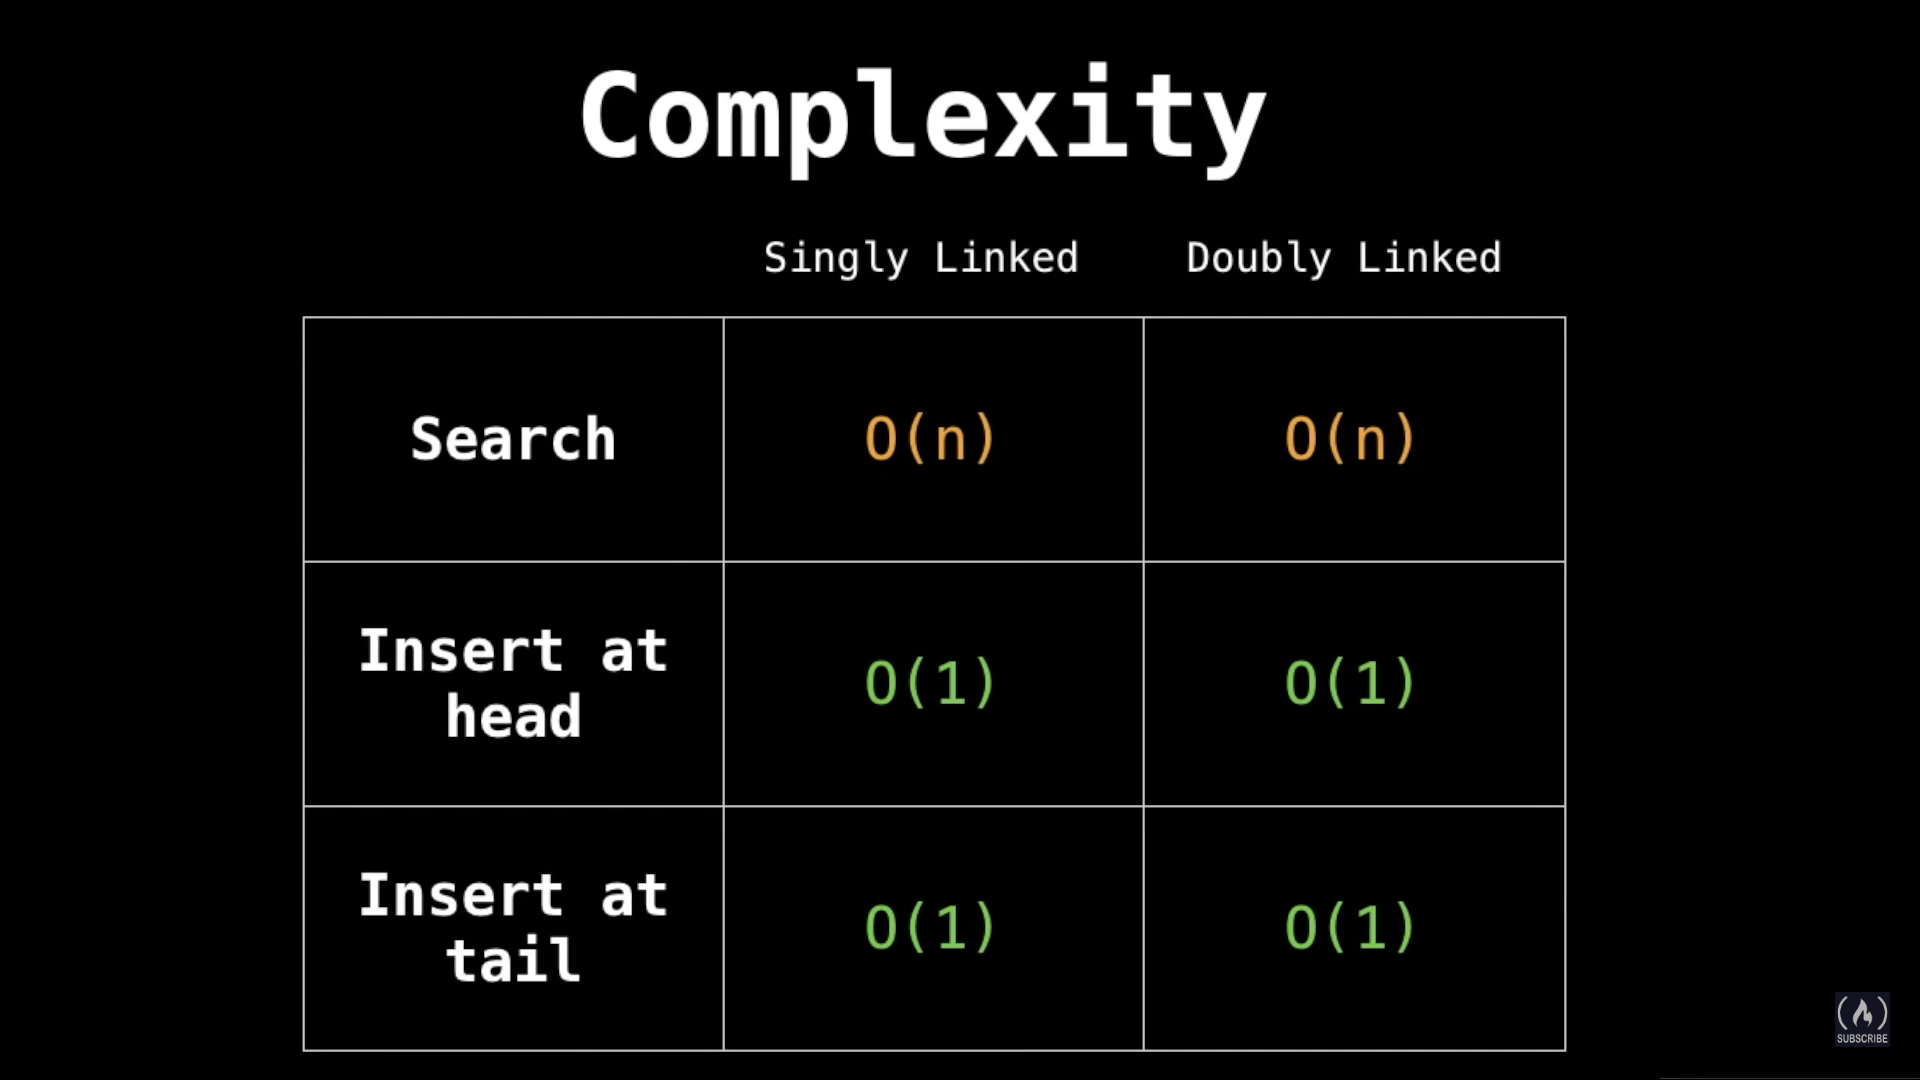 Complexity
Singly Linked Doubly Linked
Search O(n) O(n)
Insert at
head O(1) O(1)
Insert at
tail O(1) O(1)
SUBSCRIBE